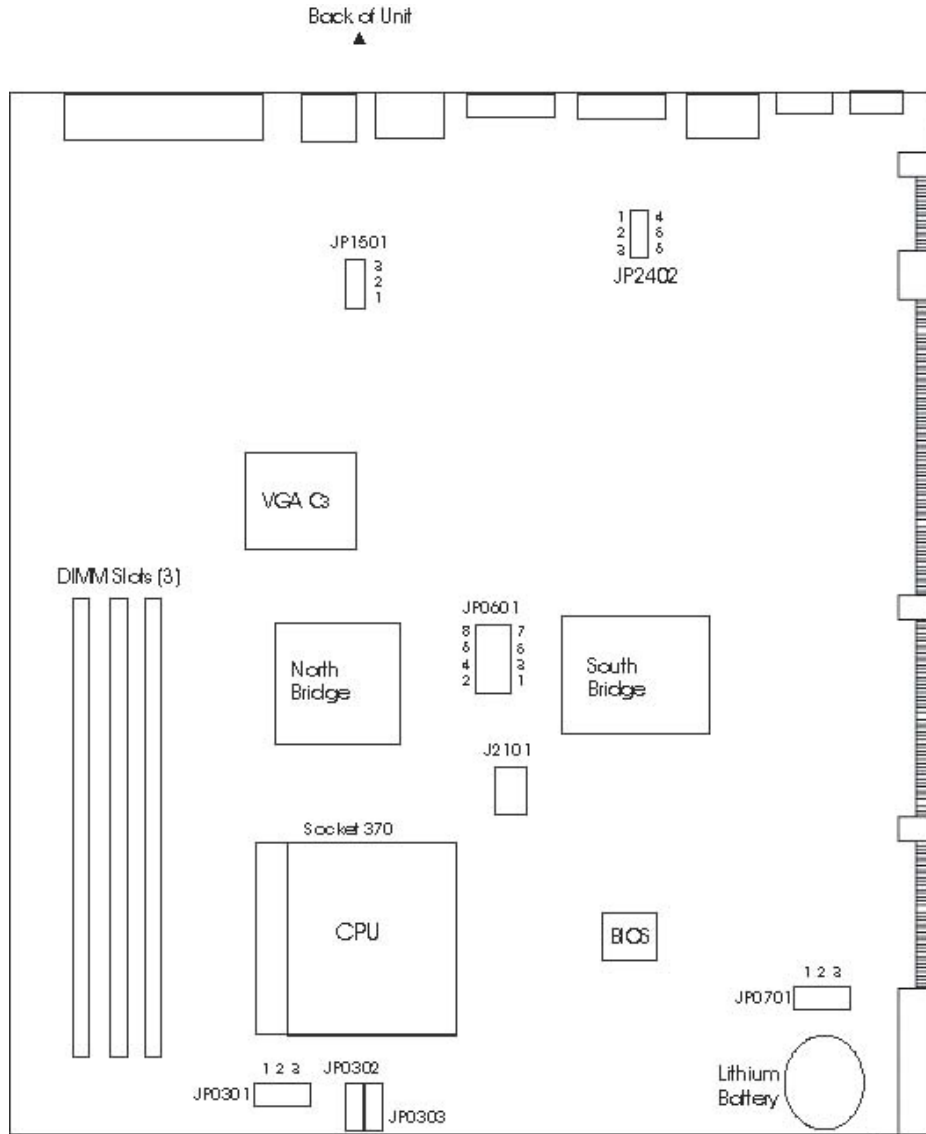 Back of Unit
JP1501
3
2
1
1 4
2 5
3 6
JP2402
VGA C3
DIMM Slots (3)
JP0601
8 7
6 5
4 3
2 1
North
Bridge
South
Bridge
J2101
Socket 370
CPU
BIOS
1 2 3
JP0701
1 2 3
JP0301
JP0302
JP0303
Lithium
Battery